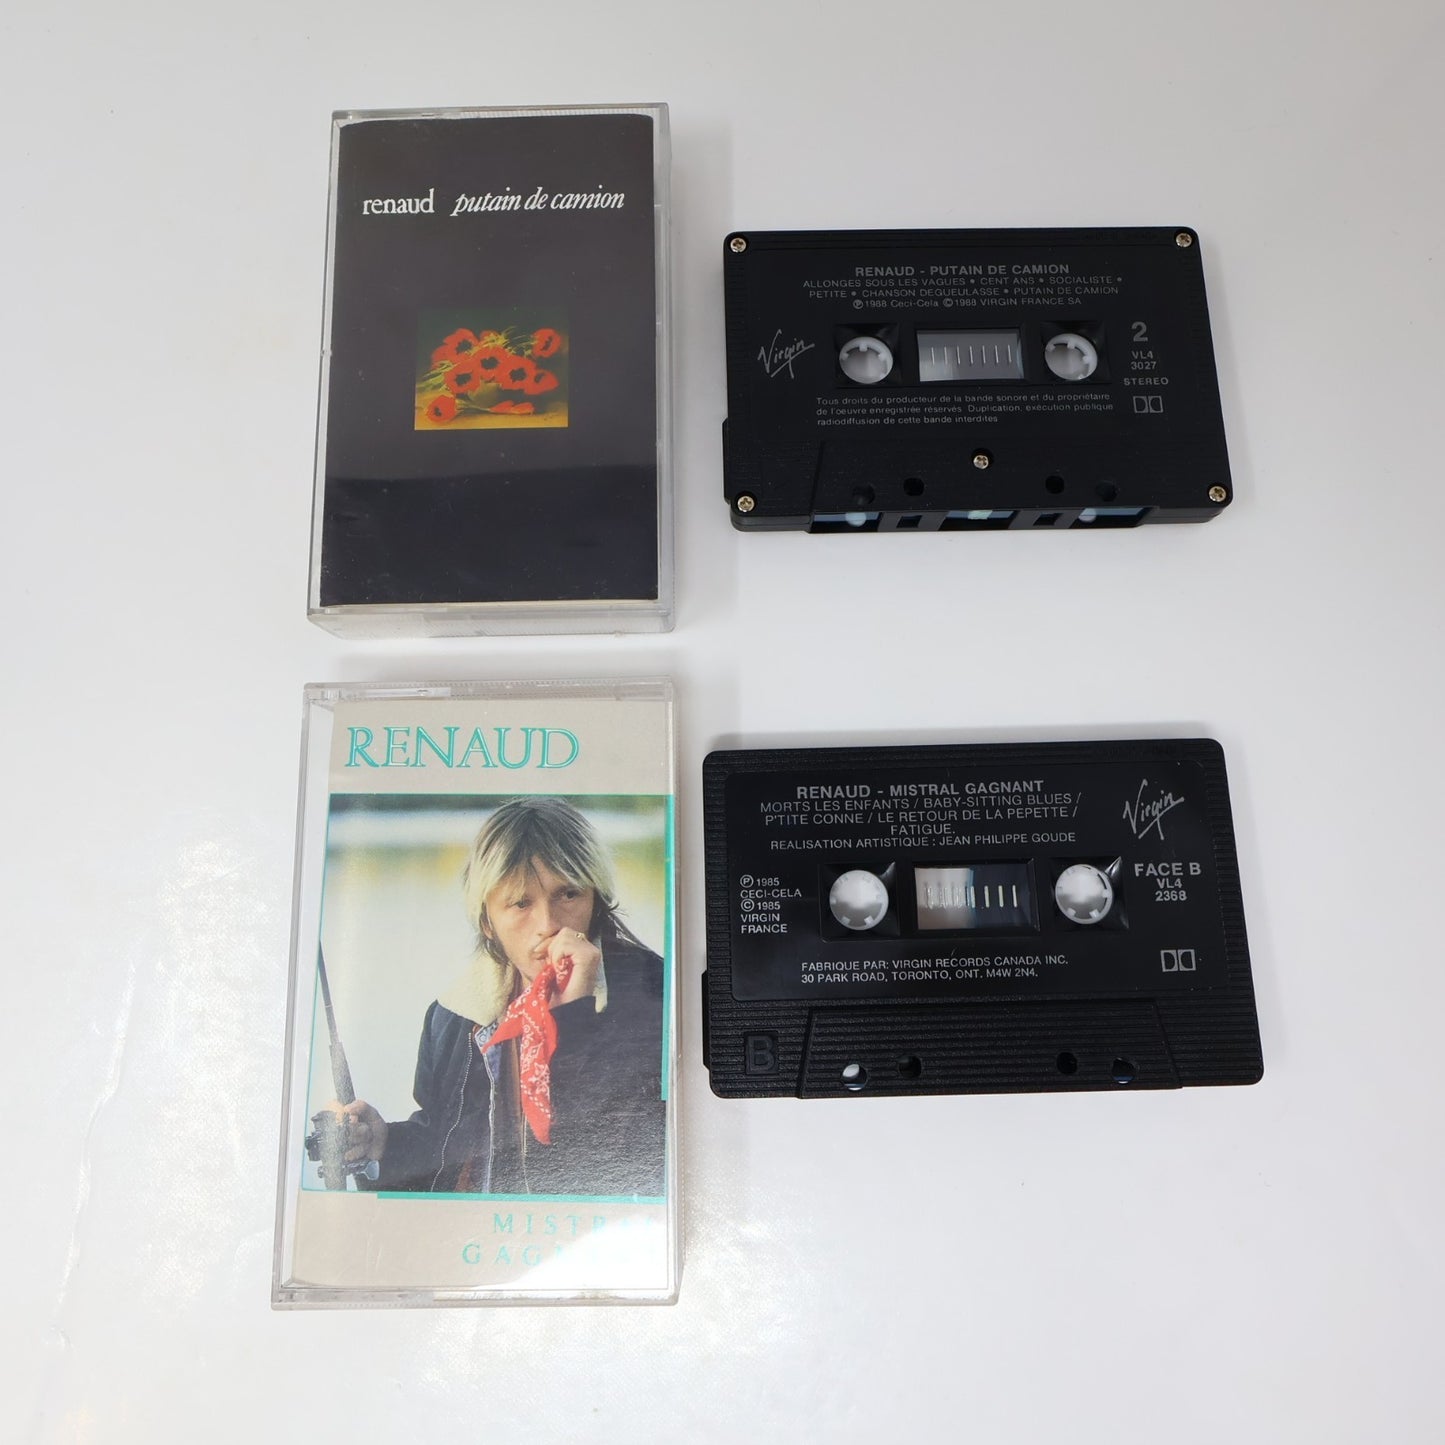 renaud putain de camion
RENAUD - PUTAIN DE CAMION
ALLONGES SOUS LES VAGUES • CENT ANS • SOCIALISTE •
PETITE • CHANSON DEGUEULASSE • PUTAIN DE CAMION
Ⓟ 1988 Ceci-Cela © 1988 VIRGIN FRANCE SA
Virgin
2
VL4
3027
STEREO
Tous droits du producteur de la bande sonore et du propriétaire
de l'oeuvre enregistrée réservés. Duplication, exécution publique
radiodiffusion de cette bande interdites
RENAUD
MISTRAL
GAGNANT
RENAUD - MISTRAL GAGNANT
MORTS LES ENFANTS / BABY-SITTING BLUES /
P'TITE CONNE / LE RETOUR DE LA PEPETTE /
FATIGUE.
REALISATION ARTISTIQUE : JEAN PHILIPPE GOUDE
Virgin
Ⓟ 1985
CECI-CELA
© 1985
VIRGIN
FRANCE
FACE B
VL4
2368
FABRIQUE PAR: VIRGIN RECORDS CANADA INC.
30 PARK ROAD, TORONTO, ONT. M4W 2N4.
B